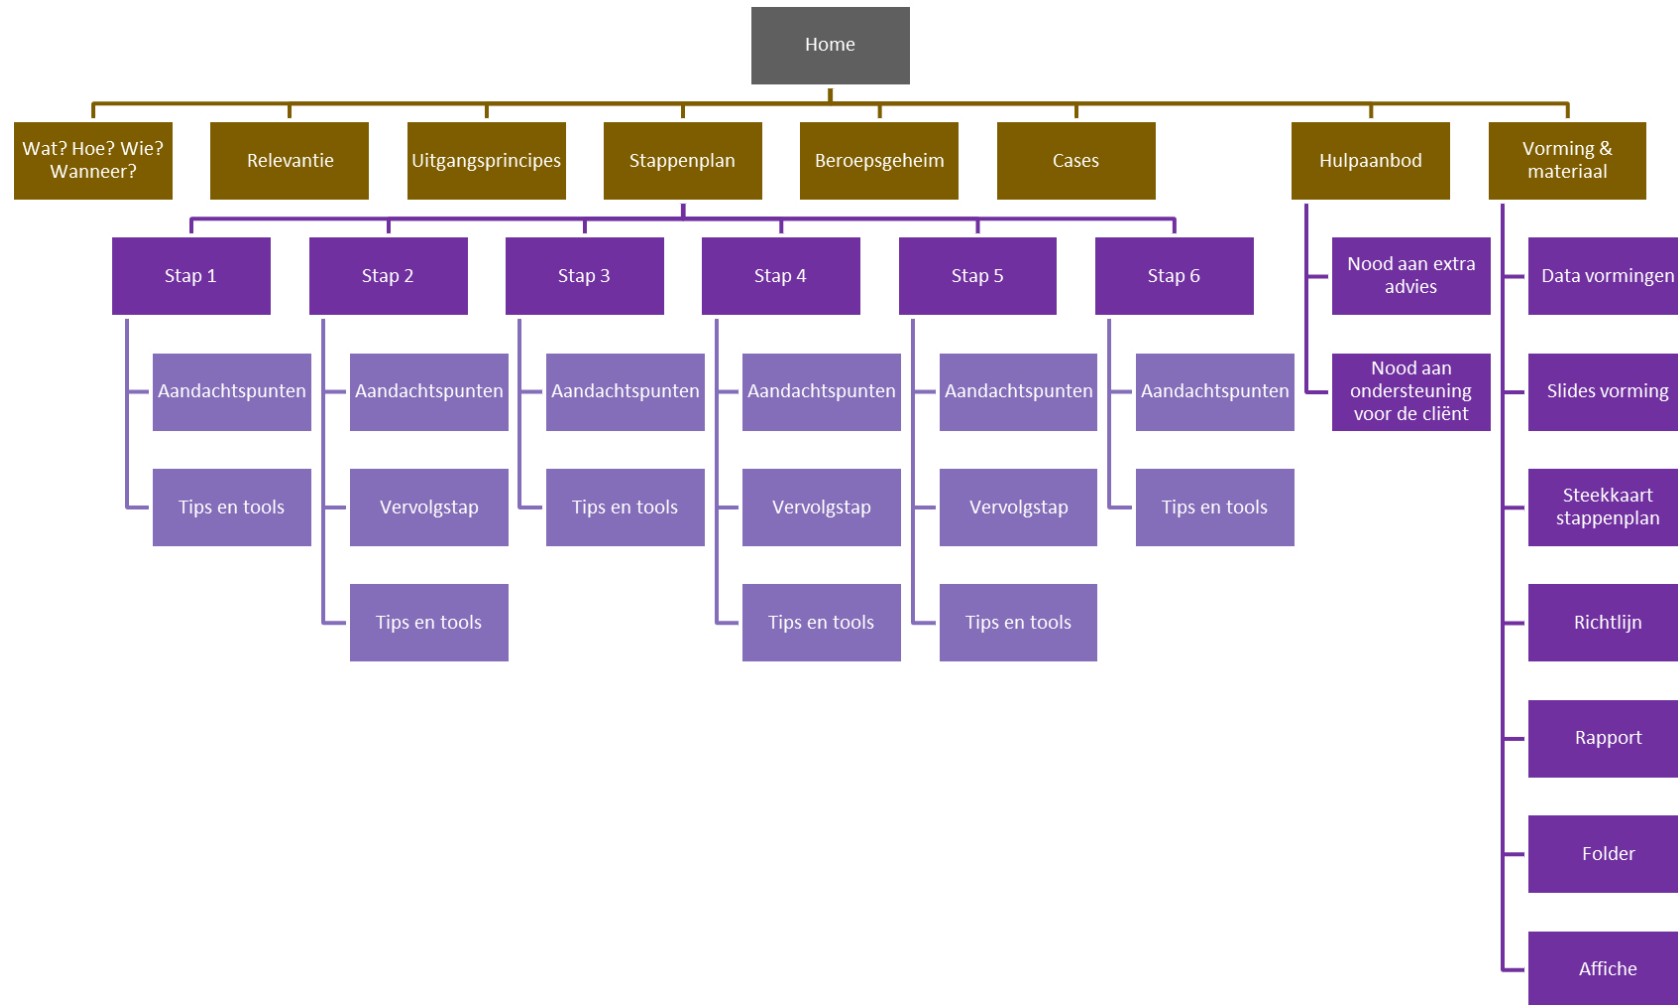 Home
Wat? Hoe? Wie?
Wanneer?
Relevantie
Uitgangsprincipes
Stappenplan
Beroepsgeheim
Cases
Hulpaanbod
Vorming &
materiaal
Stap 1
Stap 2
Stap 3
Stap 4
Stap 5
Stap 6
Nood aan extra
advies
Data vormingen
Aandachtspunten
Aandachtspunten
Aandachtspunten
Aandachtspunten
Aandachtspunten
Aandachtspunten
Nood aan
ondersteuning
voor de cliënt
Slides vorming
Tips en tools
Vervolgstap
Tips en tools
Vervolgstap
Vervolgstap
Tips en tools
Steekkaart
stappenplan
Tips en tools
Tips en tools
Tips en tools
Richtlijn
Rapport
Folder
Affiche